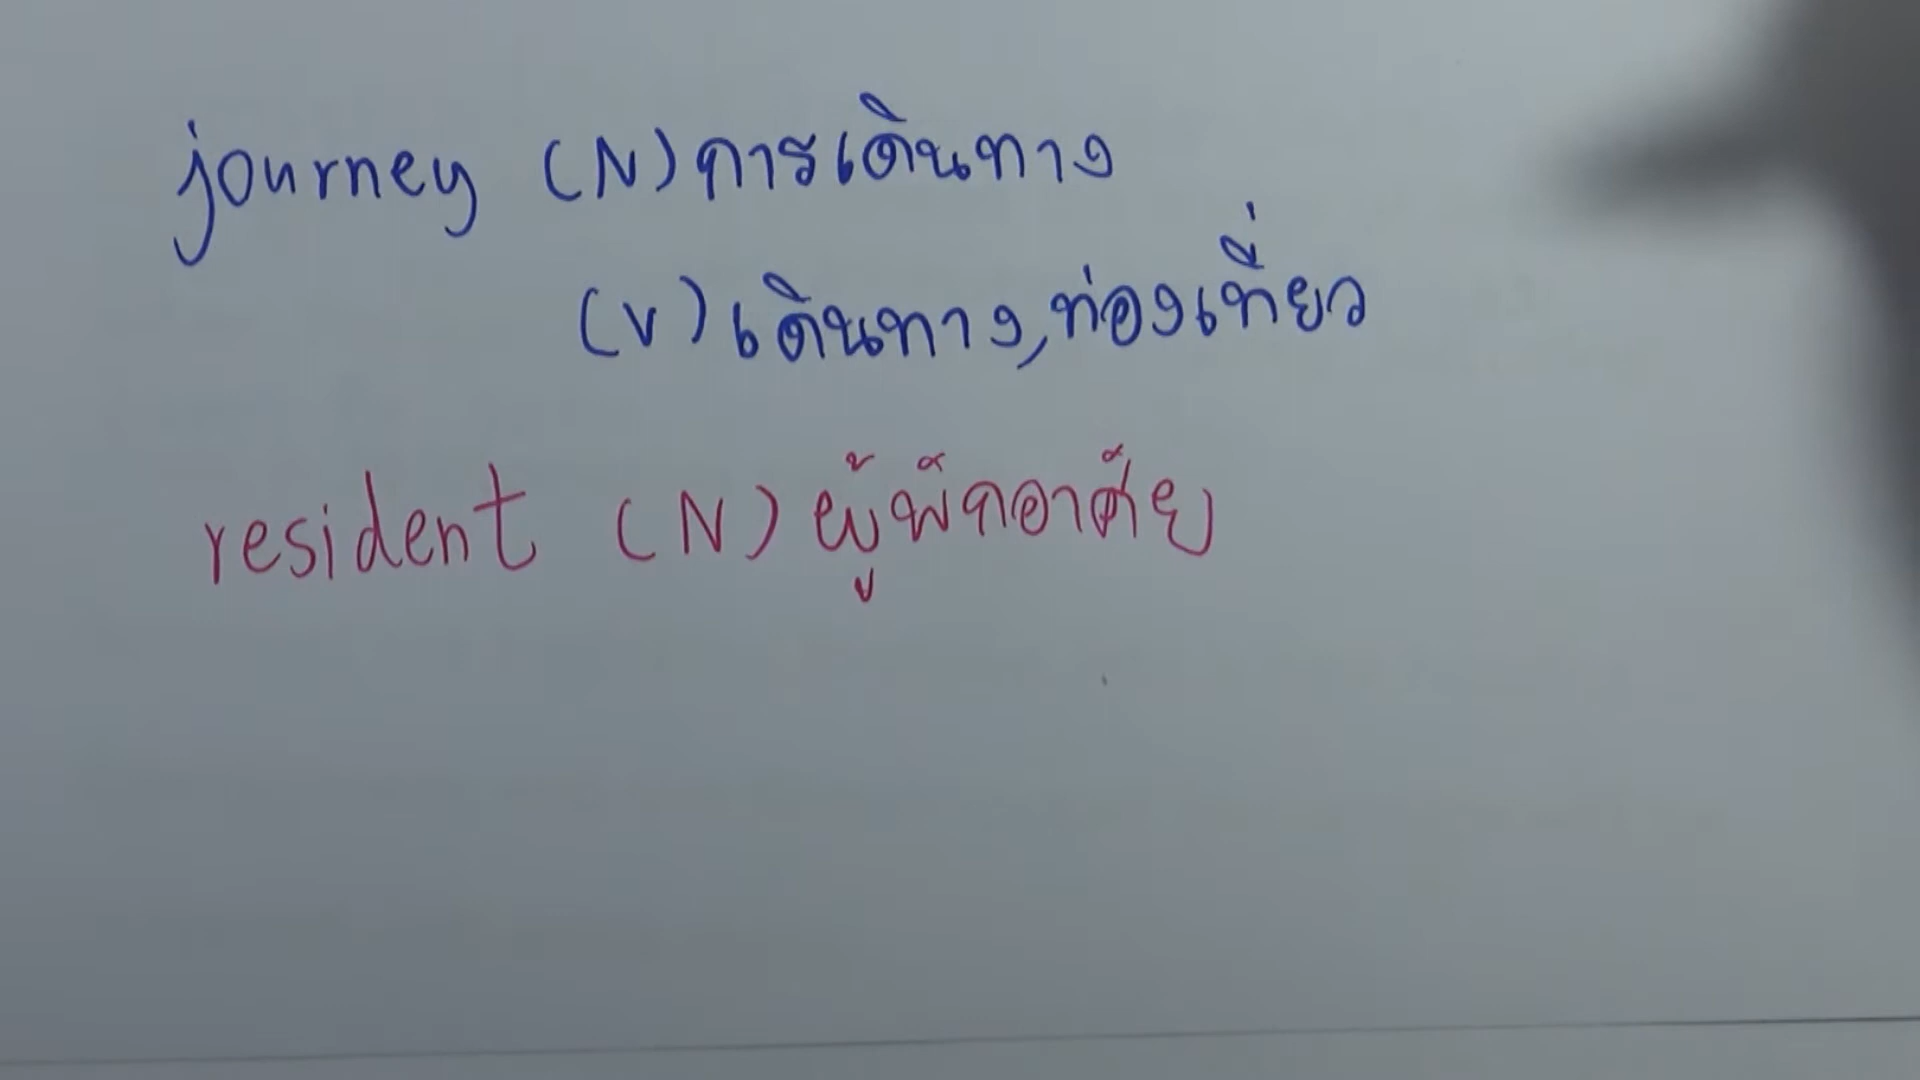 journey (N) การเดินทาง
(V) เดินทาง, ท่องเที่ยว
resident (N) ผู้พักอาศัย